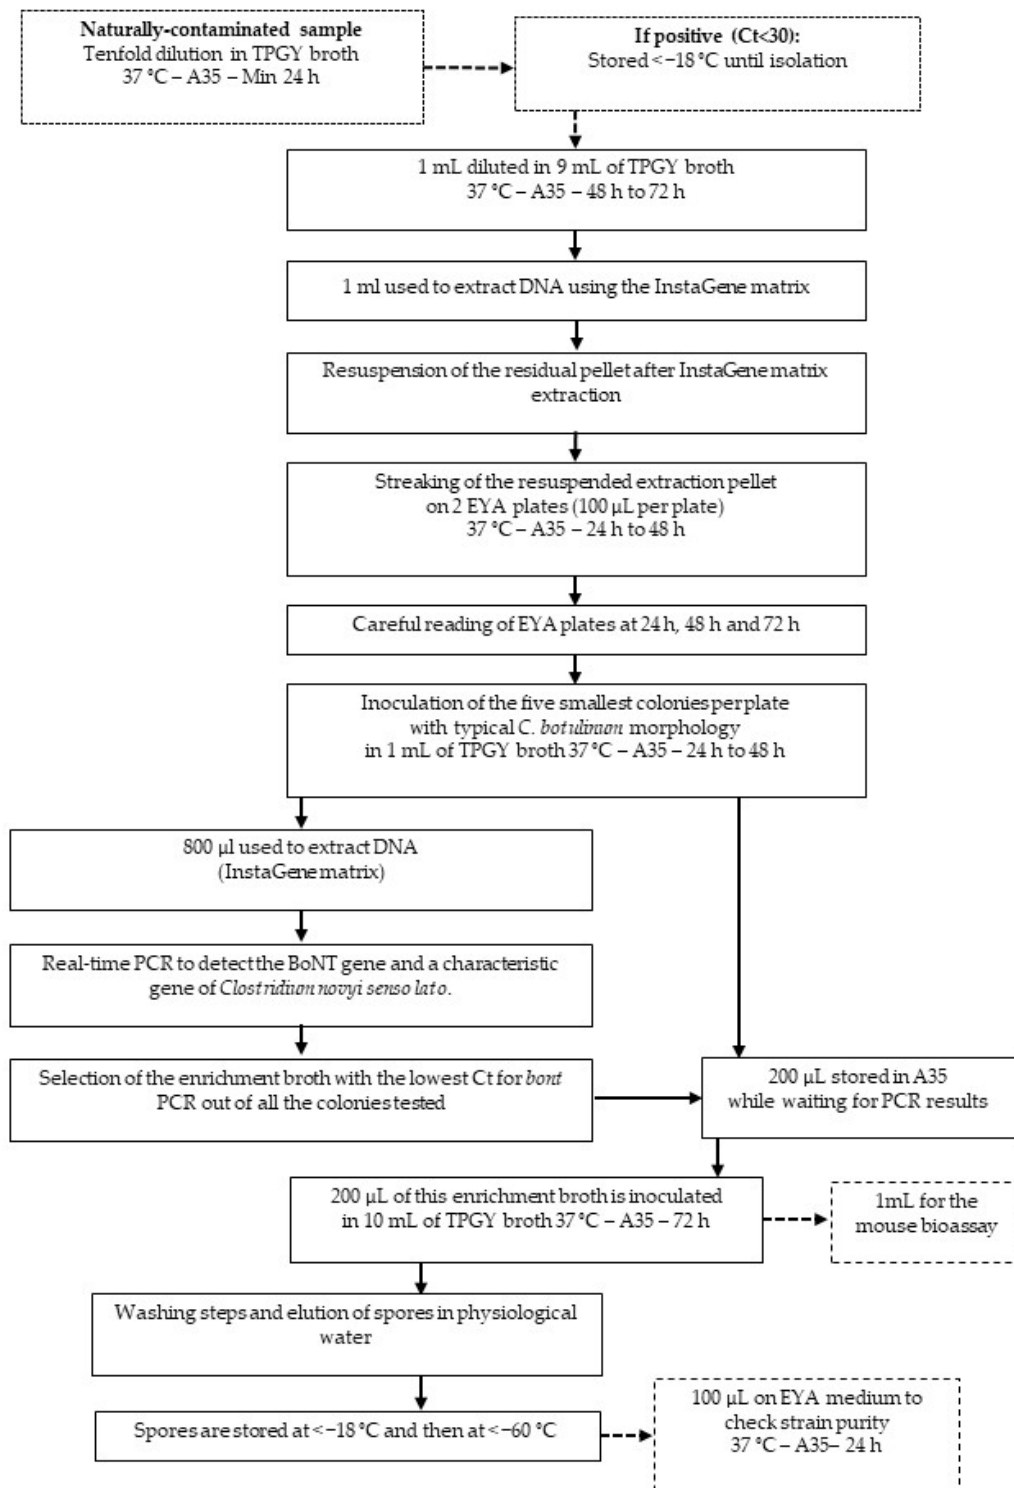 Naturally-contaminated sample
Tenfold dilution in TPGY broth
37 °C – A35 – Min 24 h
If positive (Ct<30):
Stored <−18 °C until isolation
1 mL diluted in 9 mL of TPGY broth
37 °C – A35 – 48 h to 72 h
1 ml used to extract DNA using the InstaGene matrix
Resuspension of the residual pellet after InstaGene matrix
extraction
Streaking of the resuspended extraction pellet
on 2 EYA plates (100 µL per plate)
37 °C – A35 – 24 h to 48 h
Careful reading of EYA plates at 24 h, 48 h and 72 h
Inoculation of the five smallest colonies per plate
with typical C. botulinum morphology
in 1 mL of TPGY broth 37 °C – A35 – 24 h to 48 h
800 µl used to extract DNA
(InstaGene matrix)
Real-time PCR to detect the BoNT gene and a characteristic
gene of Clostridium novyi senso lato.
Selection of the enrichment broth with the lowest Ct for bont
PCR out of all the colonies tested
200 µL stored in A35
while waiting for PCR results
200 µL of this enrichment broth is inoculated
in 10 mL of TPGY broth 37 °C – A35 – 72 h
1mL for the
mouse bioassay
Washing steps and elution of spores in physiological
water
Spores are stored at <−18 °C and then at <−60 °C
100 µL on EYA medium to
check strain purity
37 °C – A35– 24 h